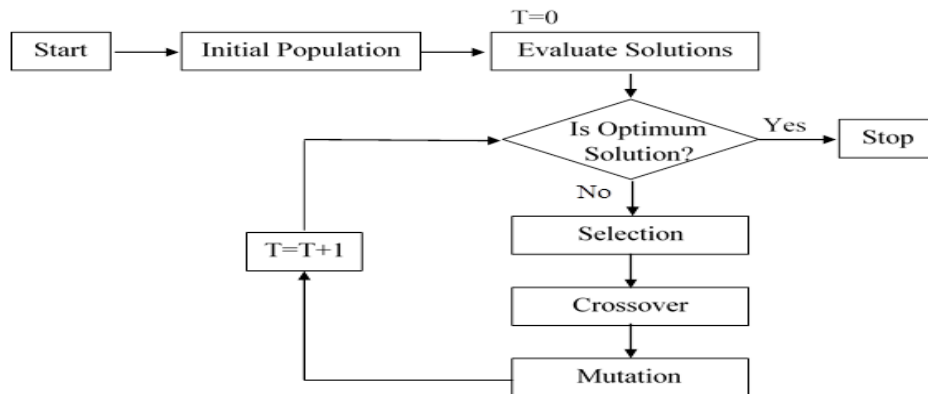 T=0
Start
Initial Population
Evaluate Solutions
Is Optimum
Solution?
Yes
Stop
No
Selection
T=T+1
Crossover
Mutation